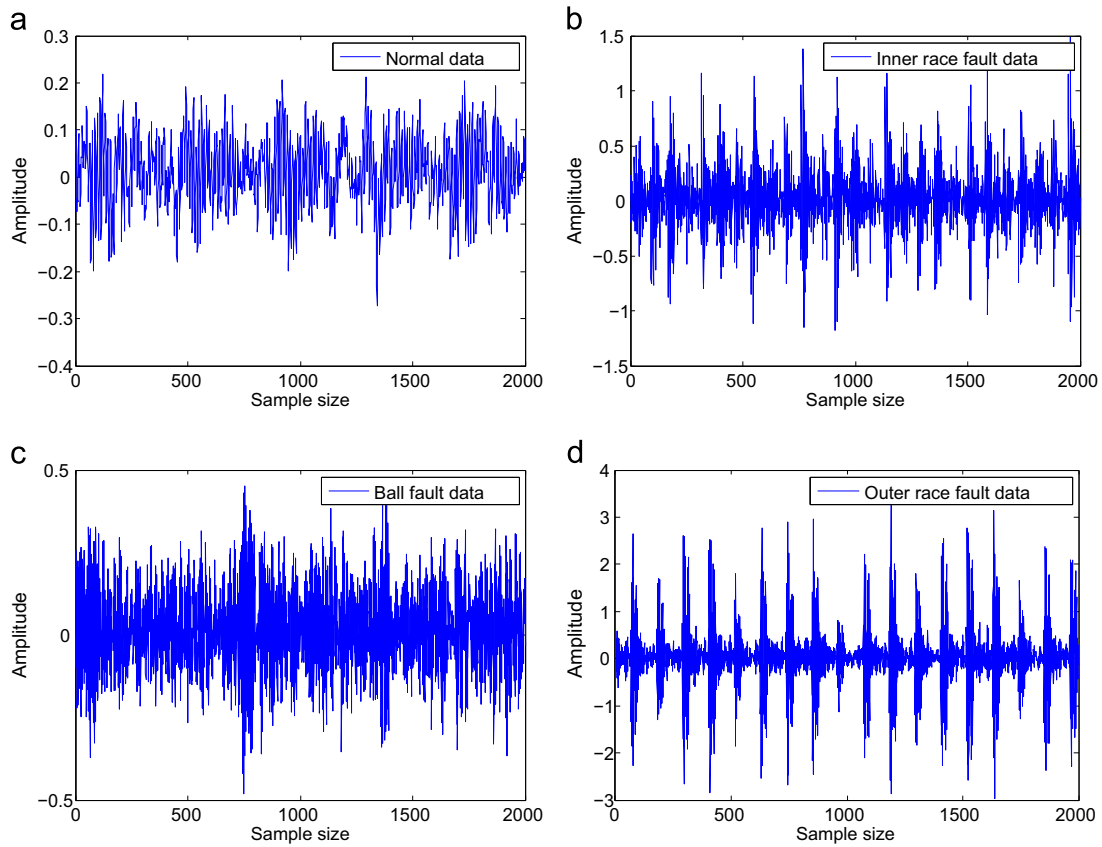 a
0.3
0.2
0.1
0
−0.1
−0.2
−0.3
−0.4
Amplitude
Normal data
0 500 1000 1500 2000
Sample size
b
1.5
1
0.5
0
−0.5
−1
−1.5
Amplitude
Inner race fault data
0 500 1000 1500 2000
Sample size
c
0.5
0
−0.5
Amplitude
Ball fault data
0 500 1000 1500 2000
Sample size
d
4
3
2
1
0
−1
−2
−3
Amplitude
Outer race fault data
0 500 1000 1500 2000
Sample size